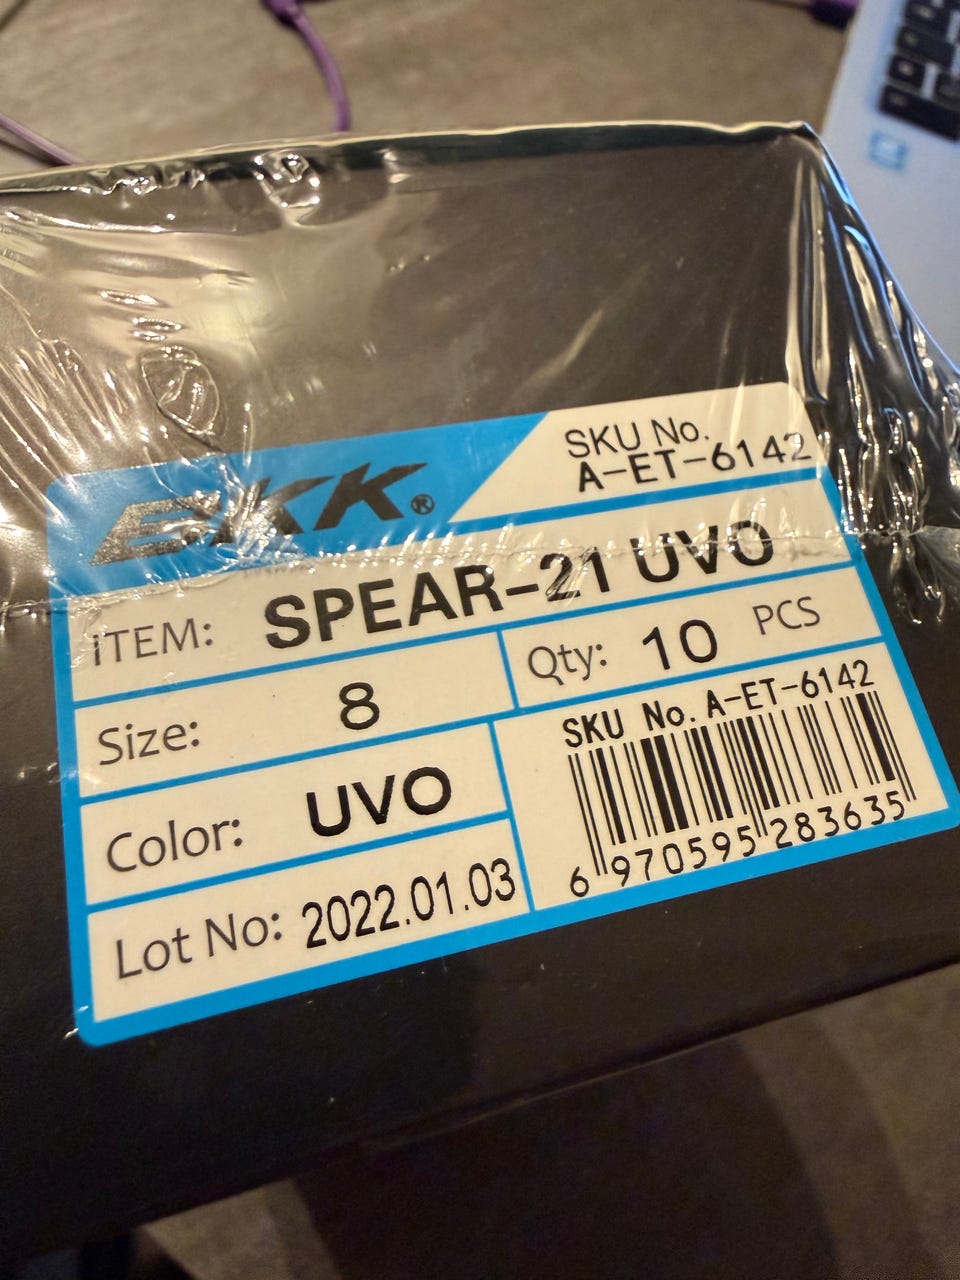 BKK®
SKU No.
A-ET-6142
ITEM: SPEAR-21 UVO
Size: 8
Qty: 10 PCS
Color: UVO
Lot No: 2022.01.03
SKU No. A-ET-6142
6 970595 283635